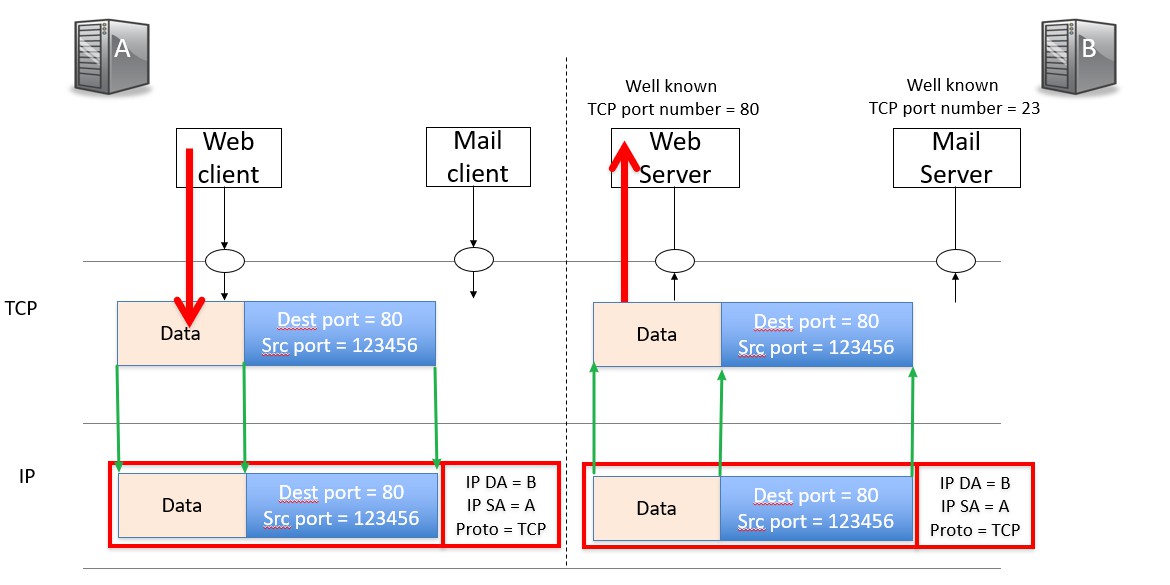 A
B
Well known
TCP port number = 80
Well known
TCP port number = 23
Web
client
Mail
client
Web
Server
Mail
Server
TCP
Data
Dest port = 80
Src port = 123456
Data
Dest port = 80
Src port = 123456
IP
Data
Dest port = 80
Src port = 123456
IP DA = B
IP SA = A
Proto = TCP
Data
Dest port = 80
Src port = 123456
IP DA = B
IP SA = A
Proto = TCP